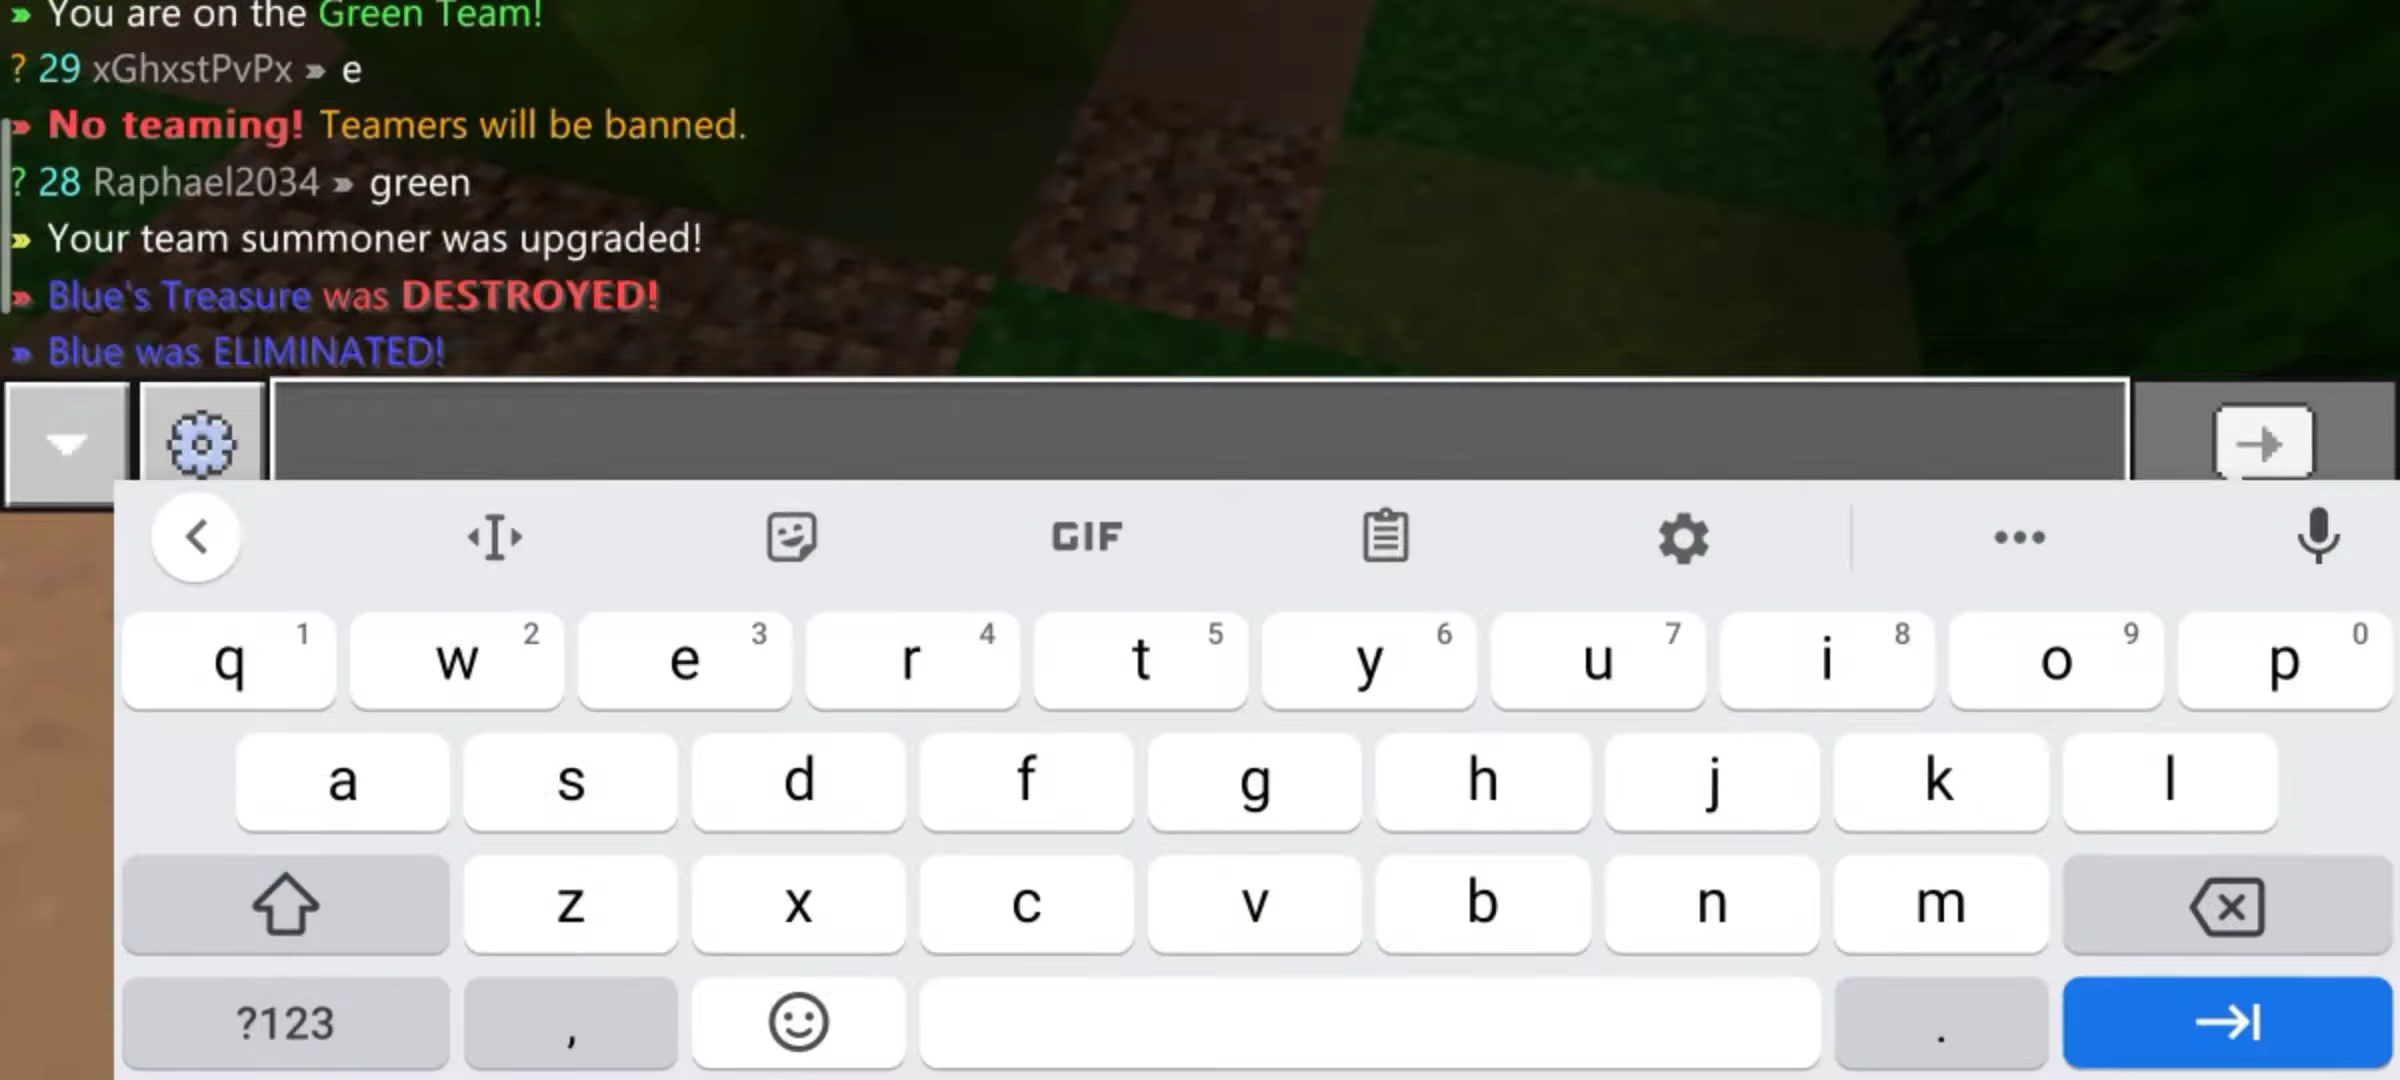 » You are on the Green Team!
? 29 xGhxstPvPx » e
» No teaming! Teamers will be banned.
? 28 Raphael2034 » green
» Your team summoner was upgraded!
» Blue's Treasure was DESTROYED!
» Blue was ELIMINATED!
GIF
q 1 w 2 e 3 r 4 t 5 y 6 u 7 i 8 o 9 p 0
a s d f g h j k l
z x c v b n m
?123 , .